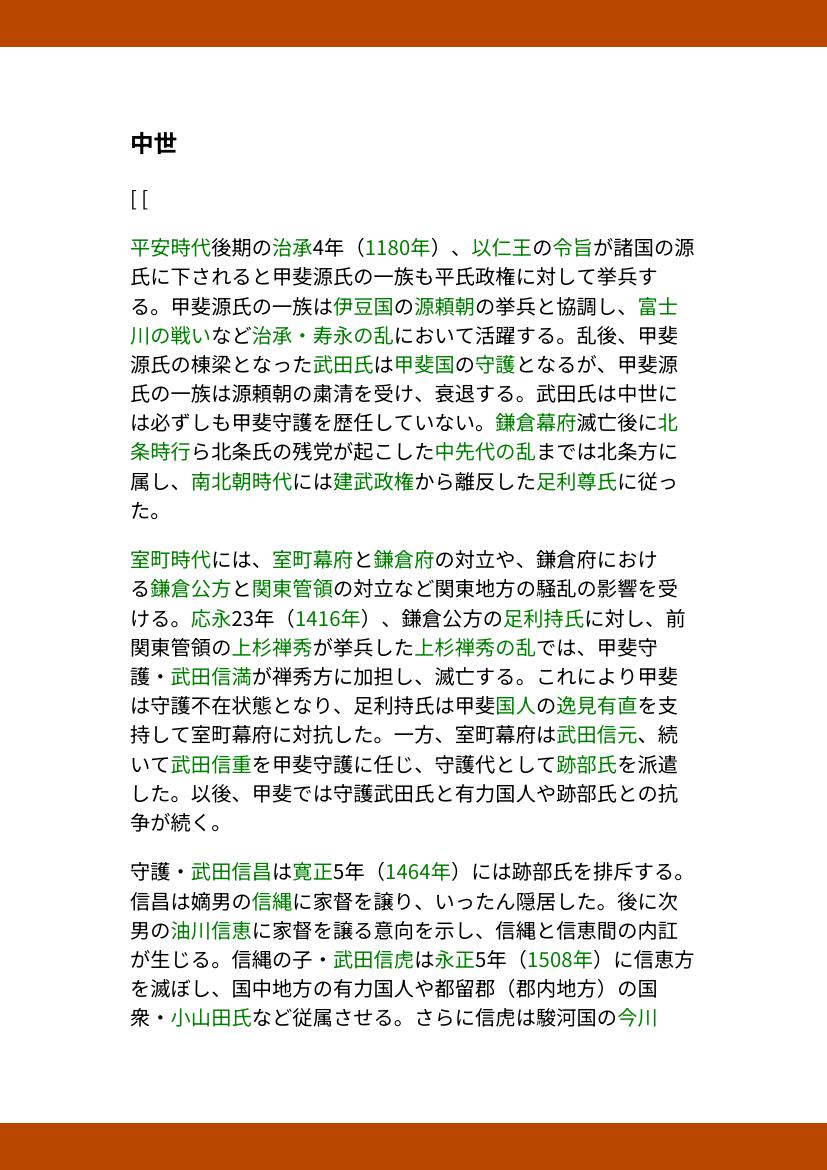 中世
[ [
平安時代後期の治承4年（1180年）、以仁王の令旨が諸国の源
氏に下されると甲斐源氏の一族も平氏政権に対して挙兵す
る。甲斐源氏の一族は伊豆国の源頼朝の挙兵と協調し、富士
川の戦いなど治承・寿永の乱において活躍する。乱後、甲斐
源氏の棟梁となった武田氏は甲斐国の守護となるが、甲斐源
氏の一族は源頼朝の粛清を受け、衰退する。武田氏は中世に
は必ずしも甲斐守護を歴任していない。鎌倉幕府滅亡後に北
条時行ら北条氏の残党が起こした中先代の乱までは北条方に
属し、南北朝時代には建武政権から離反した足利尊氏に従っ
た。
室町時代には、室町幕府と鎌倉府の対立や、鎌倉府におけ
る鎌倉公方と関東管領の対立など関東地方の騒乱の影響を受
ける。応永23年（1416年）、鎌倉公方の足利持氏に対し、前
関東管領の上杉禅秀が挙兵した上杉禅秀の乱では、甲斐守
護・武田信満が禅秀方に加担し、滅亡する。これにより甲斐
は守護不在状態となり、足利持氏は甲斐国人の逸見有直を支
持して室町幕府に対抗した。一方、室町幕府は武田信元、続
いて武田信重を甲斐守護に任じ、守護代として跡部氏を派遣
した。以後、甲斐では守護武田氏と有力国人や跡部氏との抗
争が続く。
守護・武田信昌は寛正5年（1464年）には跡部氏を排斥する。
信昌は嫡男の信縄に家督を譲り、いったん隠居した。後に次
男の油川信恵に家督を譲る意向を示し、信縄と信恵間の内訌
が生じる。信縄の子・武田信虎は永正5年（1508年）に信恵方
を滅ぼし、国中地方の有力国人や都留郡（郡内地方）の国
衆・小山田氏など従属させる。さらに信虎は駿河国の今川